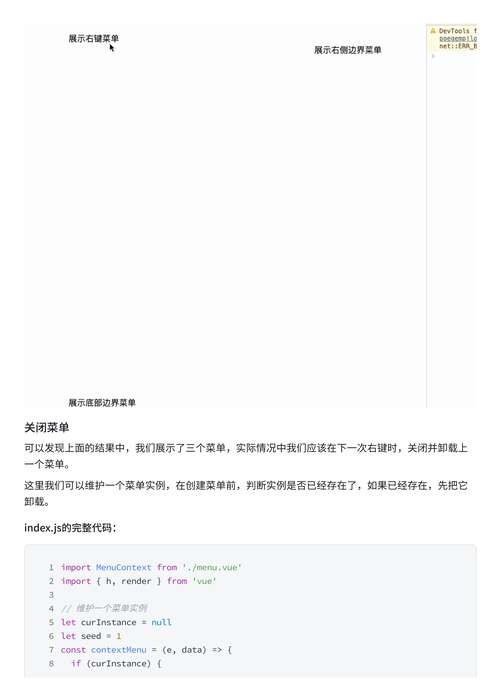 展示右键菜单
展示右侧边界菜单
DevTools f
net::ERR_B
展示底部边界菜单
关闭菜单
可以发现上面的结果中，我们展示了三个菜单，实际情况中我们应该在下一次右键时，关闭并卸载上
一个菜单。
这里我们可以维护一个菜单实例，在创建菜单前，判断实例是否已经存在了，如果已经存在，先把它
卸载。
index.js的完整代码：
1 import MenuContext from './menu.vue'
2 import { h, render } from 'vue'
3
4 // 维护一个菜单实例
5 let curInstance = null
6 let seed = 1
7 const contextMenu = (e, data) => {
8 if (curInstance) {